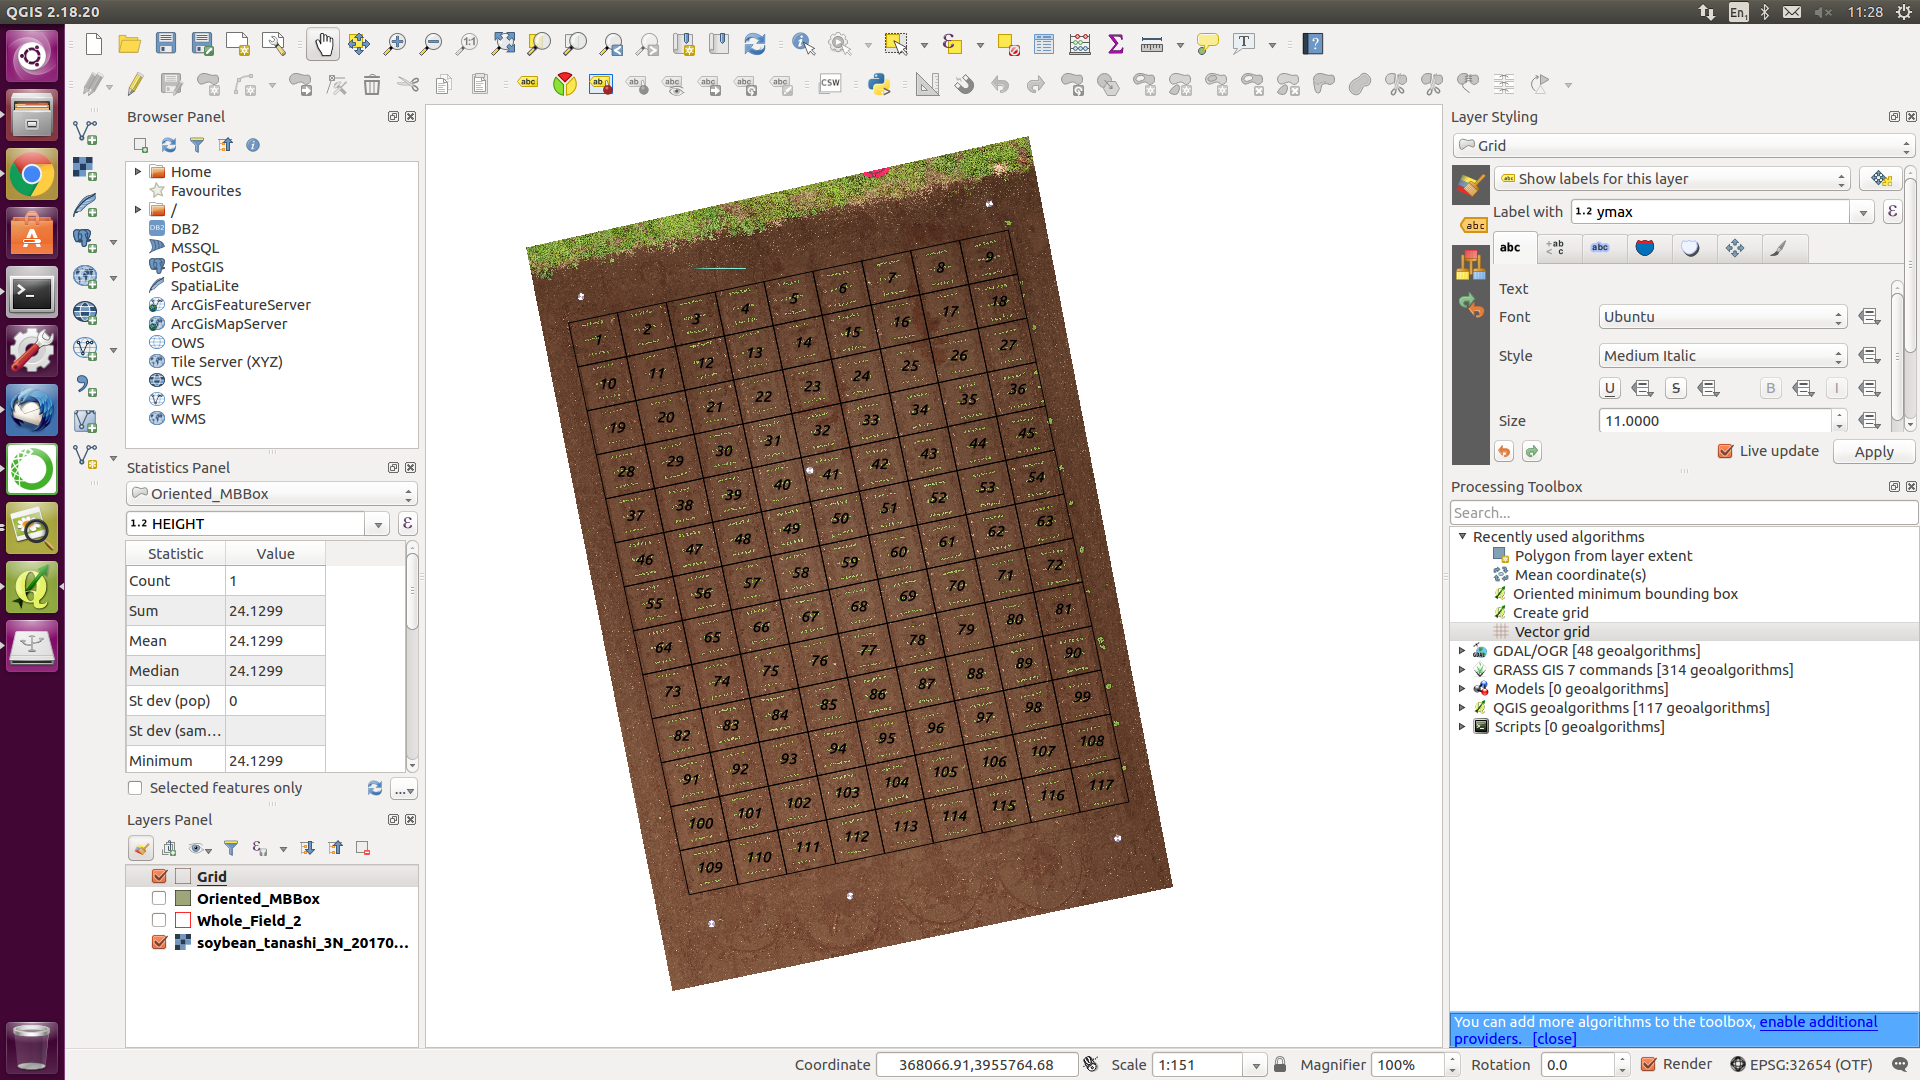 QGIS 2.18.20
En1
11:28
Browser Panel
Home
Favourites
/
DB2
MSSQL
PostGIS
SpatiaLite
ArcGisFeatureServer
ArcGisMapServer
OWS
Tile Server (XYZ)
WCS
WFS
WMS
Statistics Panel
Oriented_MBBox
1.2 HEIGHT
Statistic Value
Count 1
Sum 24.1299
Mean 24.1299
Median 24.1299
St dev (pop) 0
St dev (sam...
Minimum 24.1299
Selected features only
Layers Panel
Grid
Oriented_MBBox
Whole_Field_2
soybean_tanashi_3N_20170...
1 2 3 4 5 6 7 8 9
10 11 12 13 14 15 16 17 18
19 20 21 22 23 24 25 26 27
28 29 30 31 32 33 34 35 36
37 38 39 40 41 42 43 44 45
46 47 48 49 50 51 52 53 54
55 56 57 58 59 60 61 62 63
64 65 66 67 68 69 70 71 72
73 74 75 76 77 78 79 80 81
82 83 84 85 86 87 88 89 90
91 92 93 94 95 96 97 98 99
100 101 102 103 104 105 106 107 108
109 110 111 112 113 114 115 116 117
Layer Styling
Grid
Show labels for this layer
Label with 1.2 ymax
Text
Font Ubuntu
Style Medium Italic
U S B I
Size 11.0000
Live update
Apply
Processing Toolbox
Search...
Recently used algorithms
Polygon from layer extent
Mean coordinate(s)
Oriented minimum bounding box
Create grid
Vector grid
GDAL/OGR [48 geoalgorithms]
GRASS GIS 7 commands [314 geoalgorithms]
Models [0 geoalgorithms]
QGIS geoalgorithms [117 geoalgorithms]
Scripts [0 geoalgorithms]
You can add more algorithms to the toolbox, enable additional
providers. [close]
Coordinate 368066.91,3955764.68 Scale 1:151 Magnifier 100% Rotation 0.0 Render EPSG:32654 (OTF)